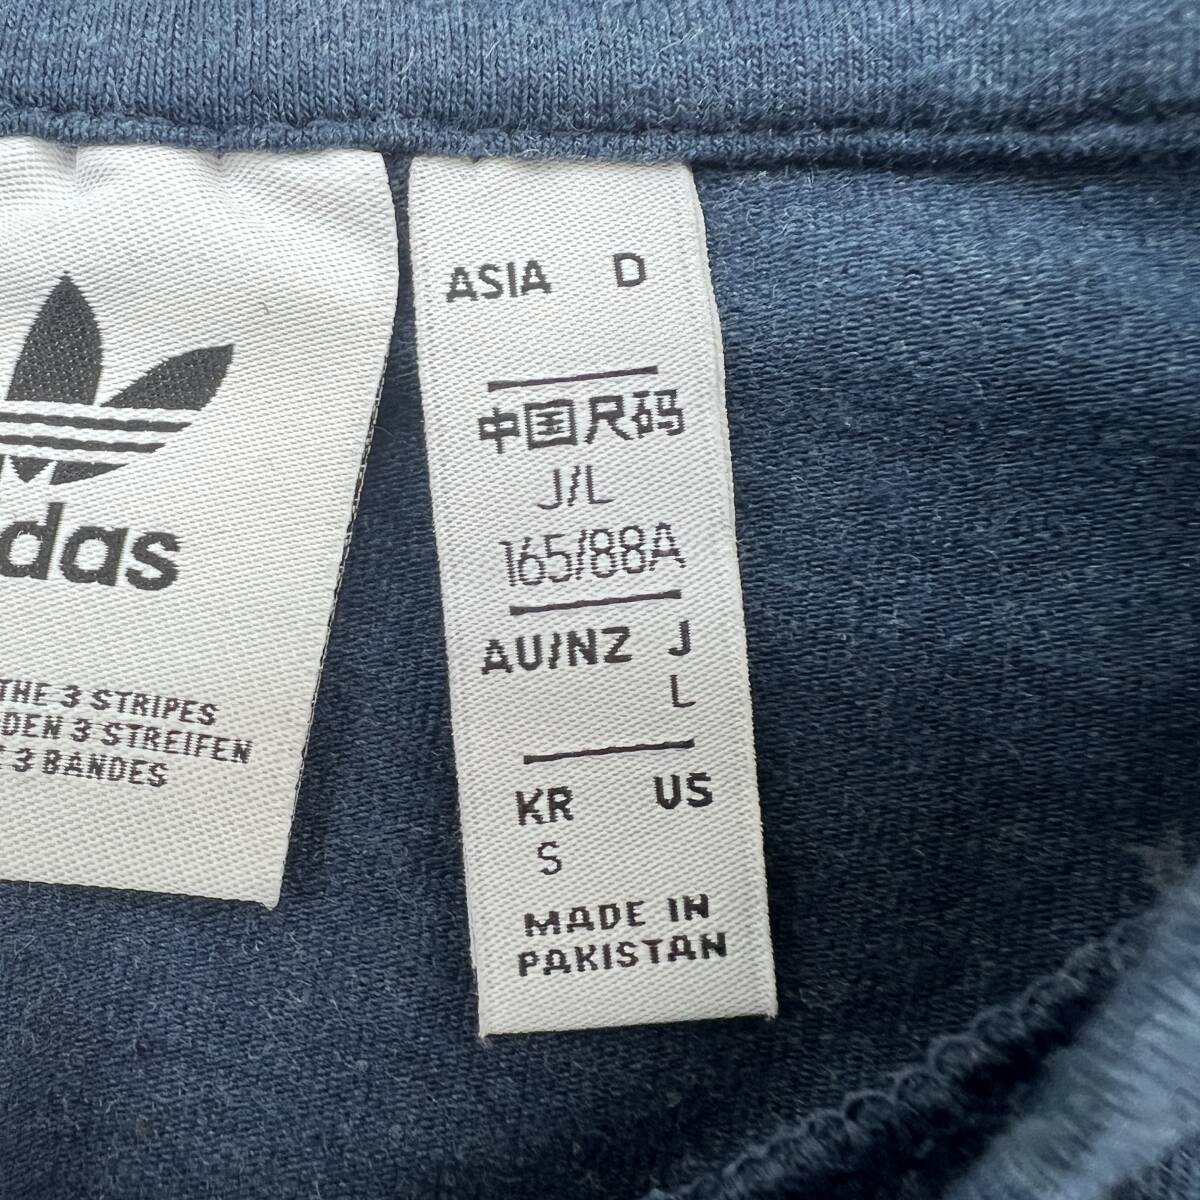 das
THE 3 STRIPES
DEN 3 STREIFEN
E 3 BANDES
ASIA D
中国尺码
J/L
165/88A
AU/NZ J
L
KR US
S
MADE IN
PAKISTAN